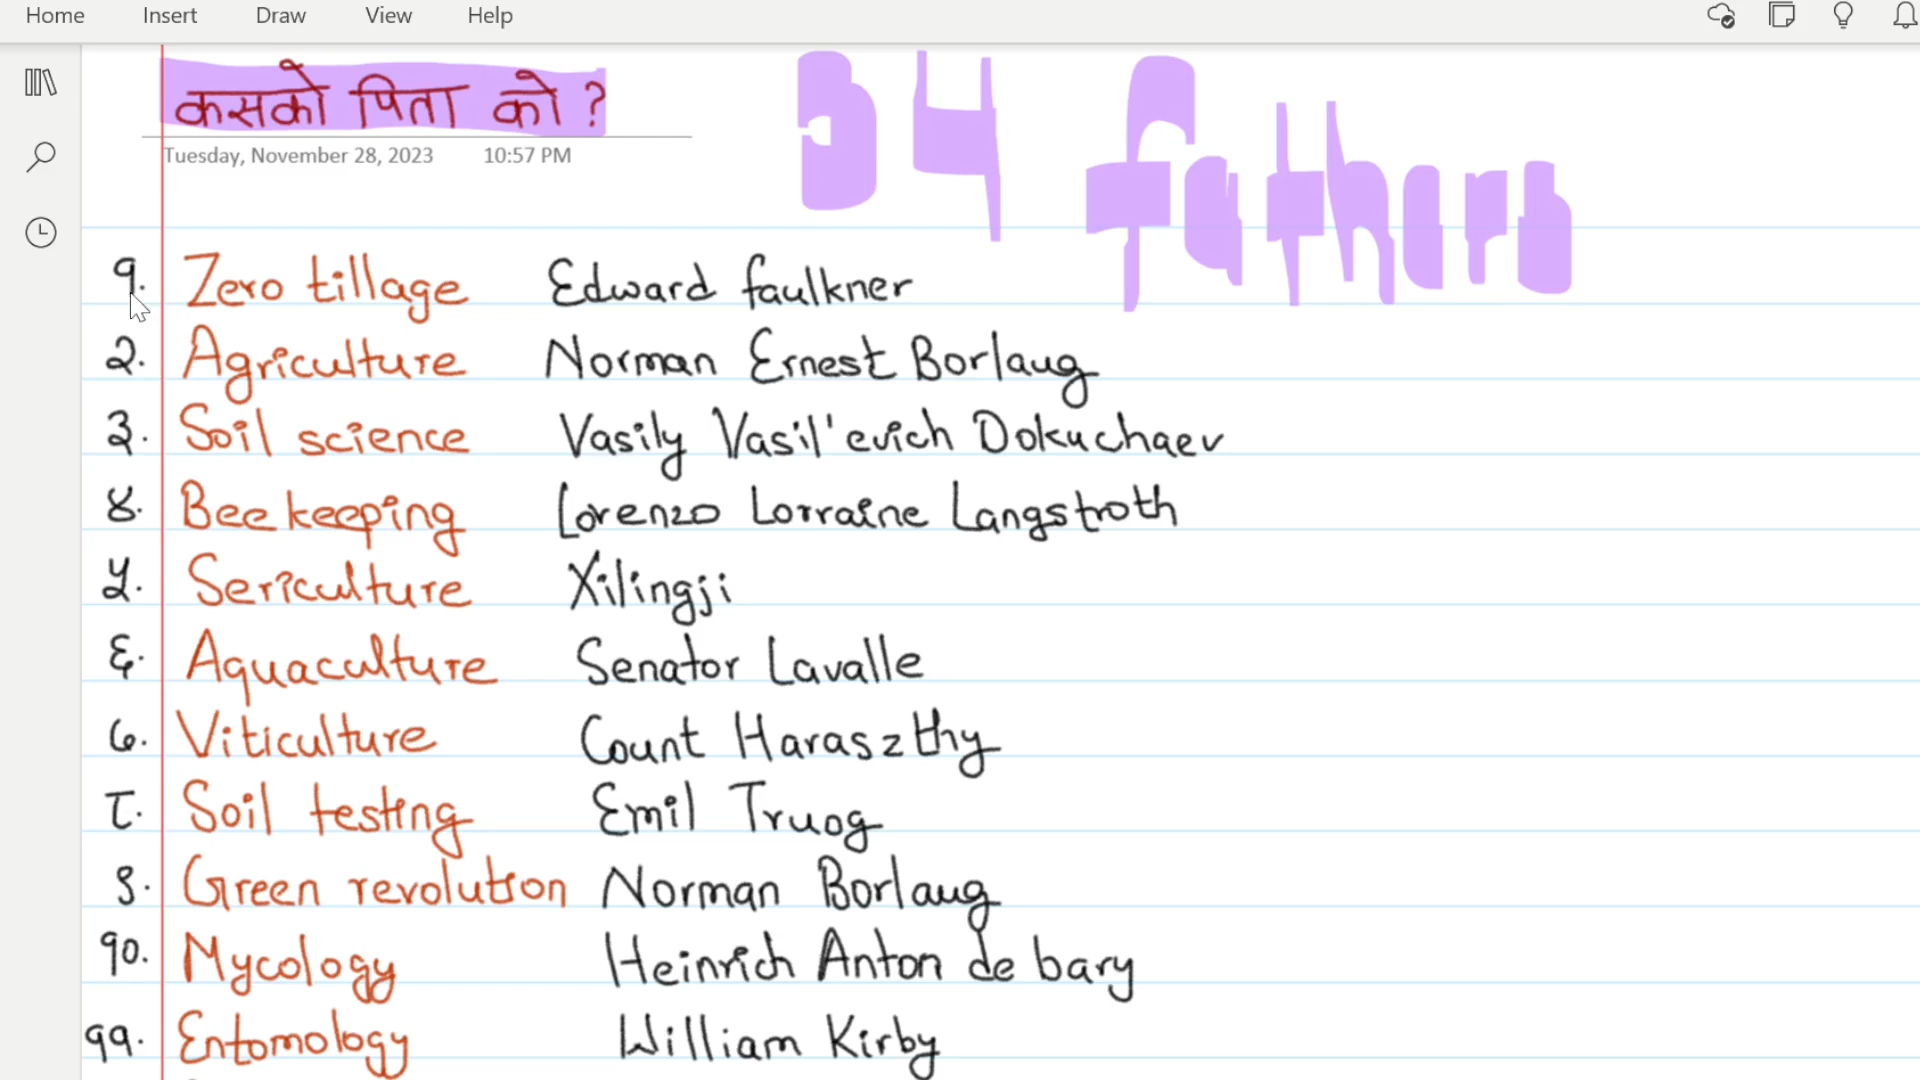 Home Insert Draw View Help
कसको पिता को ?
34 fathers
Tuesday, November 28, 2023 10:57 PM
१. Zero tillage Edward faulkner
२. Agriculture Norman Ernest Borlaug
३. Soil science Vasily Vasil'evich Dokuchaev
४. Bee keeping Lorenzo Lorraine Langstroth
५. Sericulture Xilingji
६. Aquaculture Senator Lavalle
७. Viticulture Count Haraszthy
८. Soil testing Emil Truog
९. Green revolution Norman Borlaug
१०. Mycology Heinrich Anton de bary
११. Entomology William Kirby